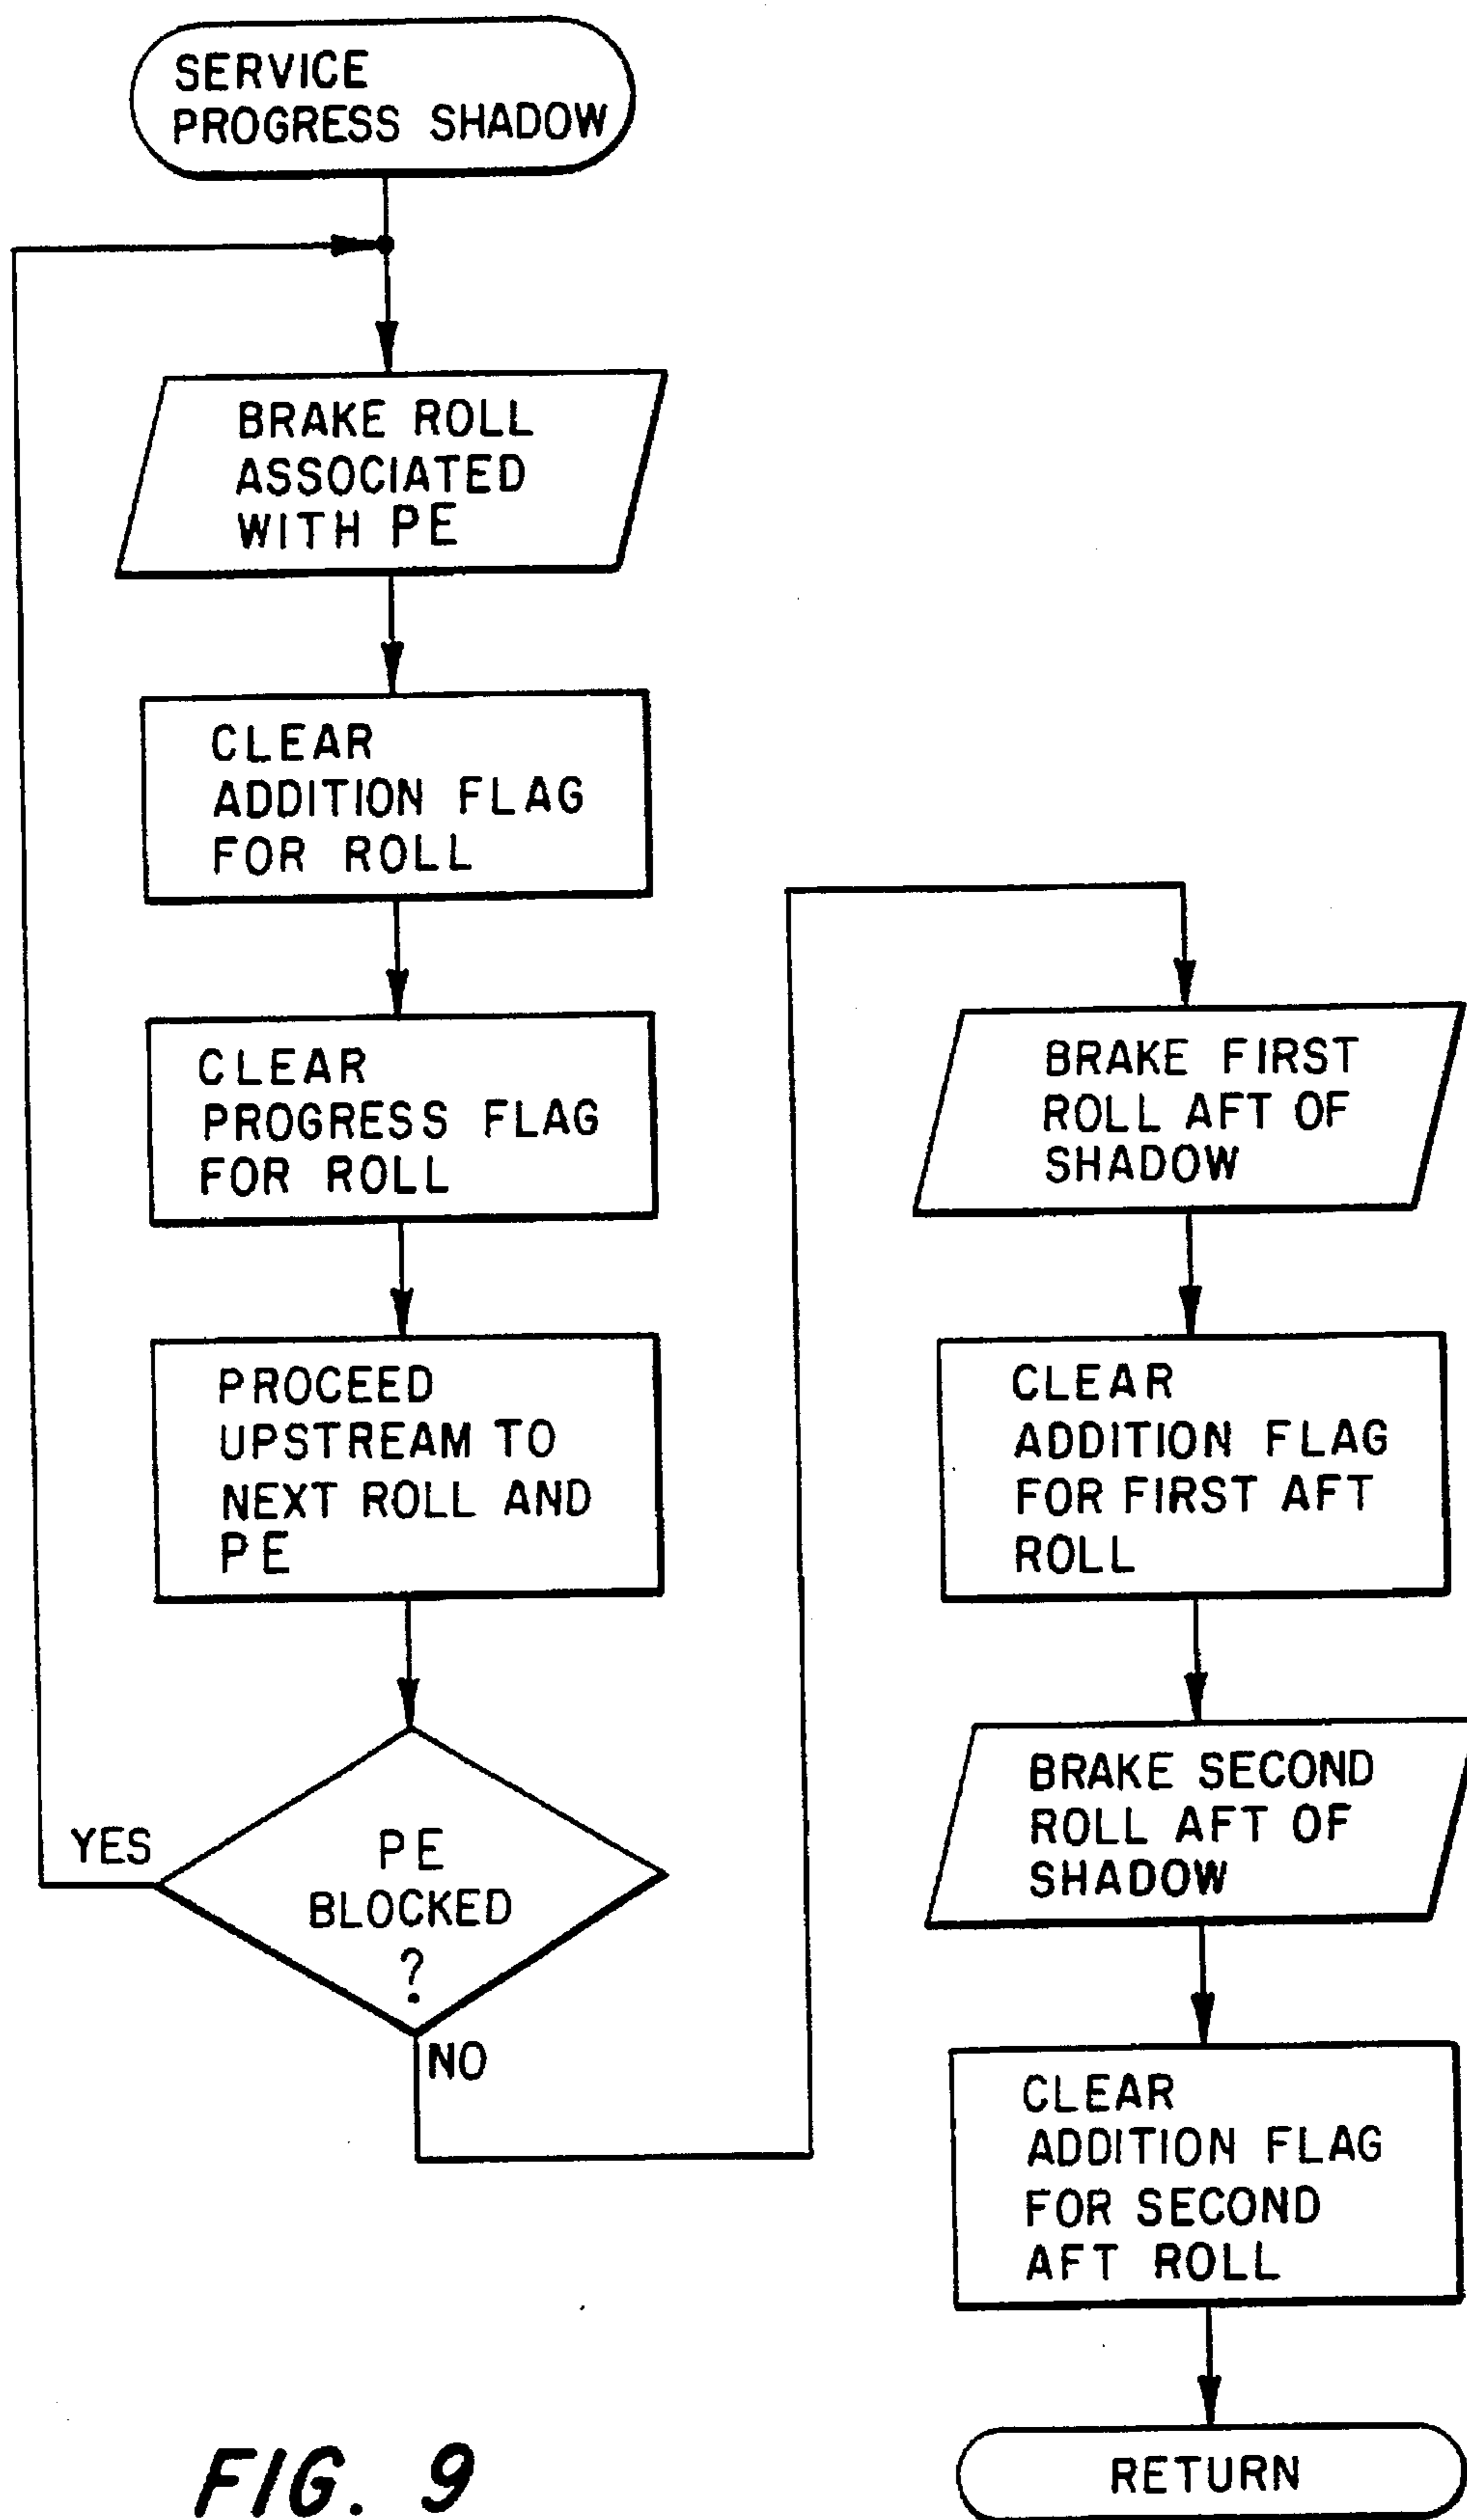 SERVICE
PROGRESS SHADOW
BRAKE ROLL
ASSOCIATED
WITH PE
CLEAR
ADDITION FLAG
FOR ROLL
CLEAR
PROGRESS FLAG
FOR ROLL
PROCEED
UPSTREAM TO
NEXT ROLL AND
PE
YES
PE
BLOCKED
?
NO
BRAKE FIRST
ROLL AFT OF
SHADOW
CLEAR
ADDITION FLAG
FOR FIRST AFT
ROLL
BRAKE SECOND
ROLL AFT OF
SHADOW
CLEAR
ADDITION FLAG
FOR SECOND
AFT ROLL
RETURN
FIG. 9